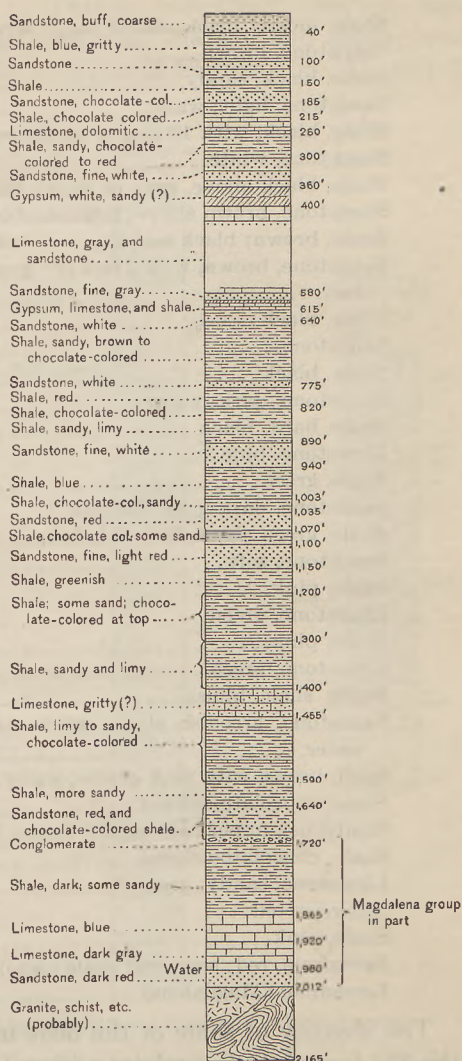 Sandstone, buff, coarse
40'
Shale, blue, gritty
100'
Sandstone
150'
Shale
Sandstone, chocolate-col.
185'
Shale, chocolate colored
215'
Limestone, dolomitic
260'
Shale, sandy, chocolate-
colored to red
300'
Sandstone, fine, white,
360'
Gypsum, white, sandy (?)
400'
Limestone, gray, and
sandstone
Sandstone, fine, gray
580'
Gypsum, limestone, and shale
615'
Sandstone, white
640'
Shale, sandy, brown to
chocolate-colored
Sandstone, white
775'
Shale, red
Shale, chocolate-colored
820'
Shale, sandy, limy
890'
Sandstone, fine, white
940'
Shale, blue
1,003'
Shale, chocolate-col., sandy
1,035'
Sandstone, red
1,070'
Shale, chocolate col; some sand
1,100'
Sandstone, fine, light red
1,150'
Shale, greenish
1,200'
Shale; some sand; choco-
late-colored at top
1,300'
Shale, sandy and limy
1,400'
Limestone, gritty(?)
1,455'
Shale, limy to sandy,
chocolate-colored
1,590'
Shale, more sandy
1,640'
Sandstone, red, and
chocolate-colored shale
Conglomerate
1,720'
Shale, dark; some sandy
Magdalena group
in part
1,865'
Limestone, blue
1,920'
Limestone, dark gray
Water
1,980'
Sandstone, dark red
2,012'
Granite, schist, etc.
(probably)
2,165'